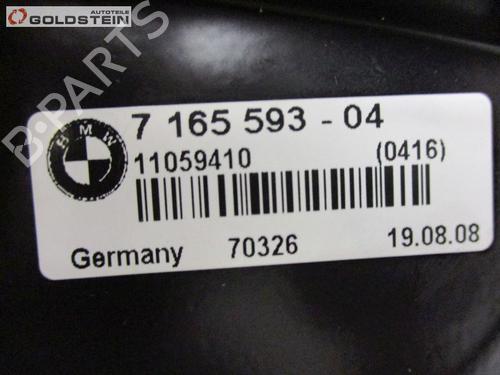 Autoteile
GOLDSTEIN
B-PARTS
BMW
7 165 593 - 04
11059410 (0416)
Germany 70326 19.08.08